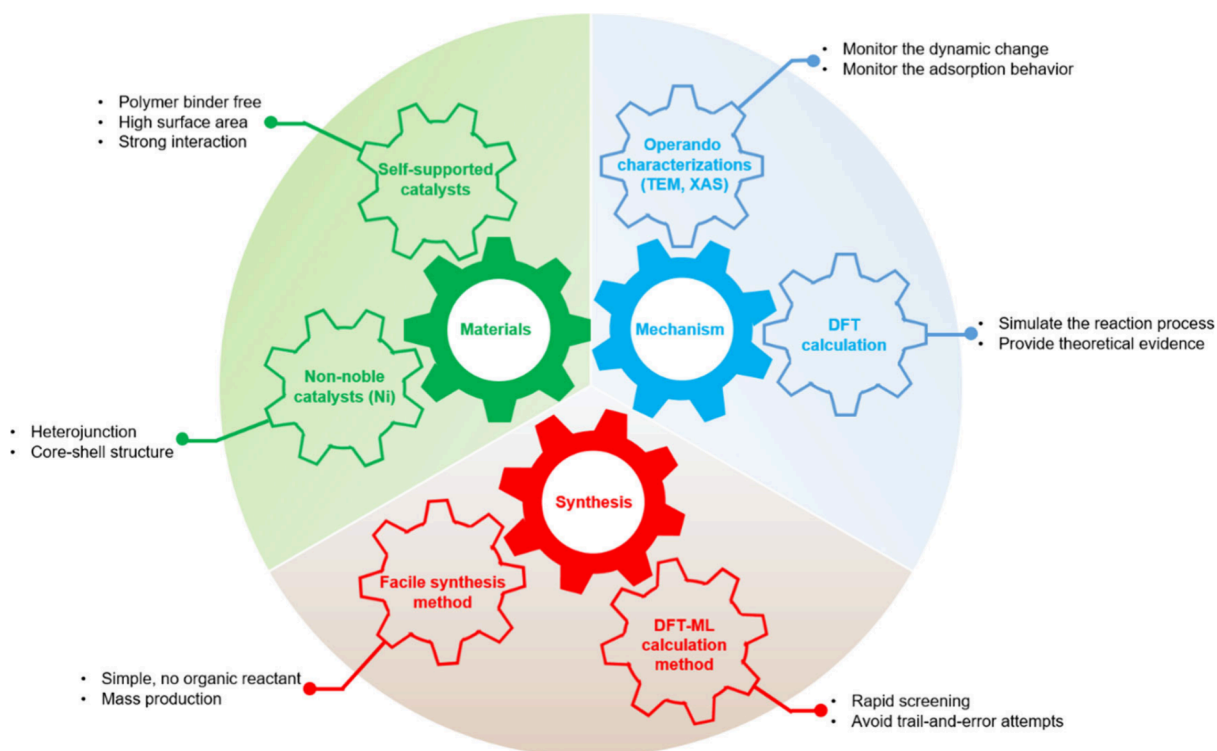 • Monitor the dynamic change
• Monitor the adsorption behavior
• Polymer binder free
• High surface area
• Strong interaction
Self-supported
catalysts
Operando
characterizations
(TEM, XAS)
Materials
Mechanism
DFT
calculation
• Simulate the reaction process
• Provide theoretical evidence
Non-noble
catalysts (Ni)
• Heterojunction
• Core-shell structure
Synthesis
Facile synthesis
method
DFT-ML
calculation
method
• Simple, no organic reactant
• Mass production
• Rapid screening
• Avoid trail-and-error attempts